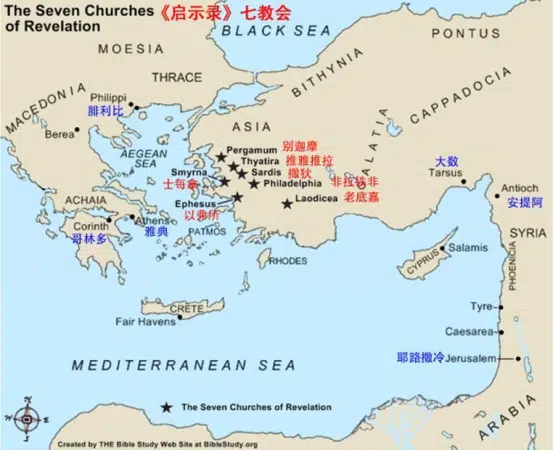 The Seven Churches《启示录》七教会
of Revelation
BLACK SEA
MOESIA
PONTUS
THRACE
BITHYNIA
MACEDONIA
Philippi
腓利比
CAPPADOCIA
Berea
ASIA
GALATIA
AEGEAN
SEA
Pergamum 别迦摩
Thyatira 推雅推拉
Sardis 撒狄
Smyrna
士每拿
Philadelphia 非拉铁非
大数
Tarsus
Laodicea 老底嘉
Antioch
安提阿
ACHAIA
Ephesus
以弗所
Corinth
哥林多
Athens
雅典
PATMOS
SYRIA
RHODES
CYPRUS
Salamis
PHOENICIA
CRETE
Fair Havens
Tyre
Caesarea
MEDITERRANEAN SEA
耶路撒冷 Jerusalem
ARABIA
The Seven Churches of Revelation
Created by THE Bible Study Web Site at BibleStudy.org